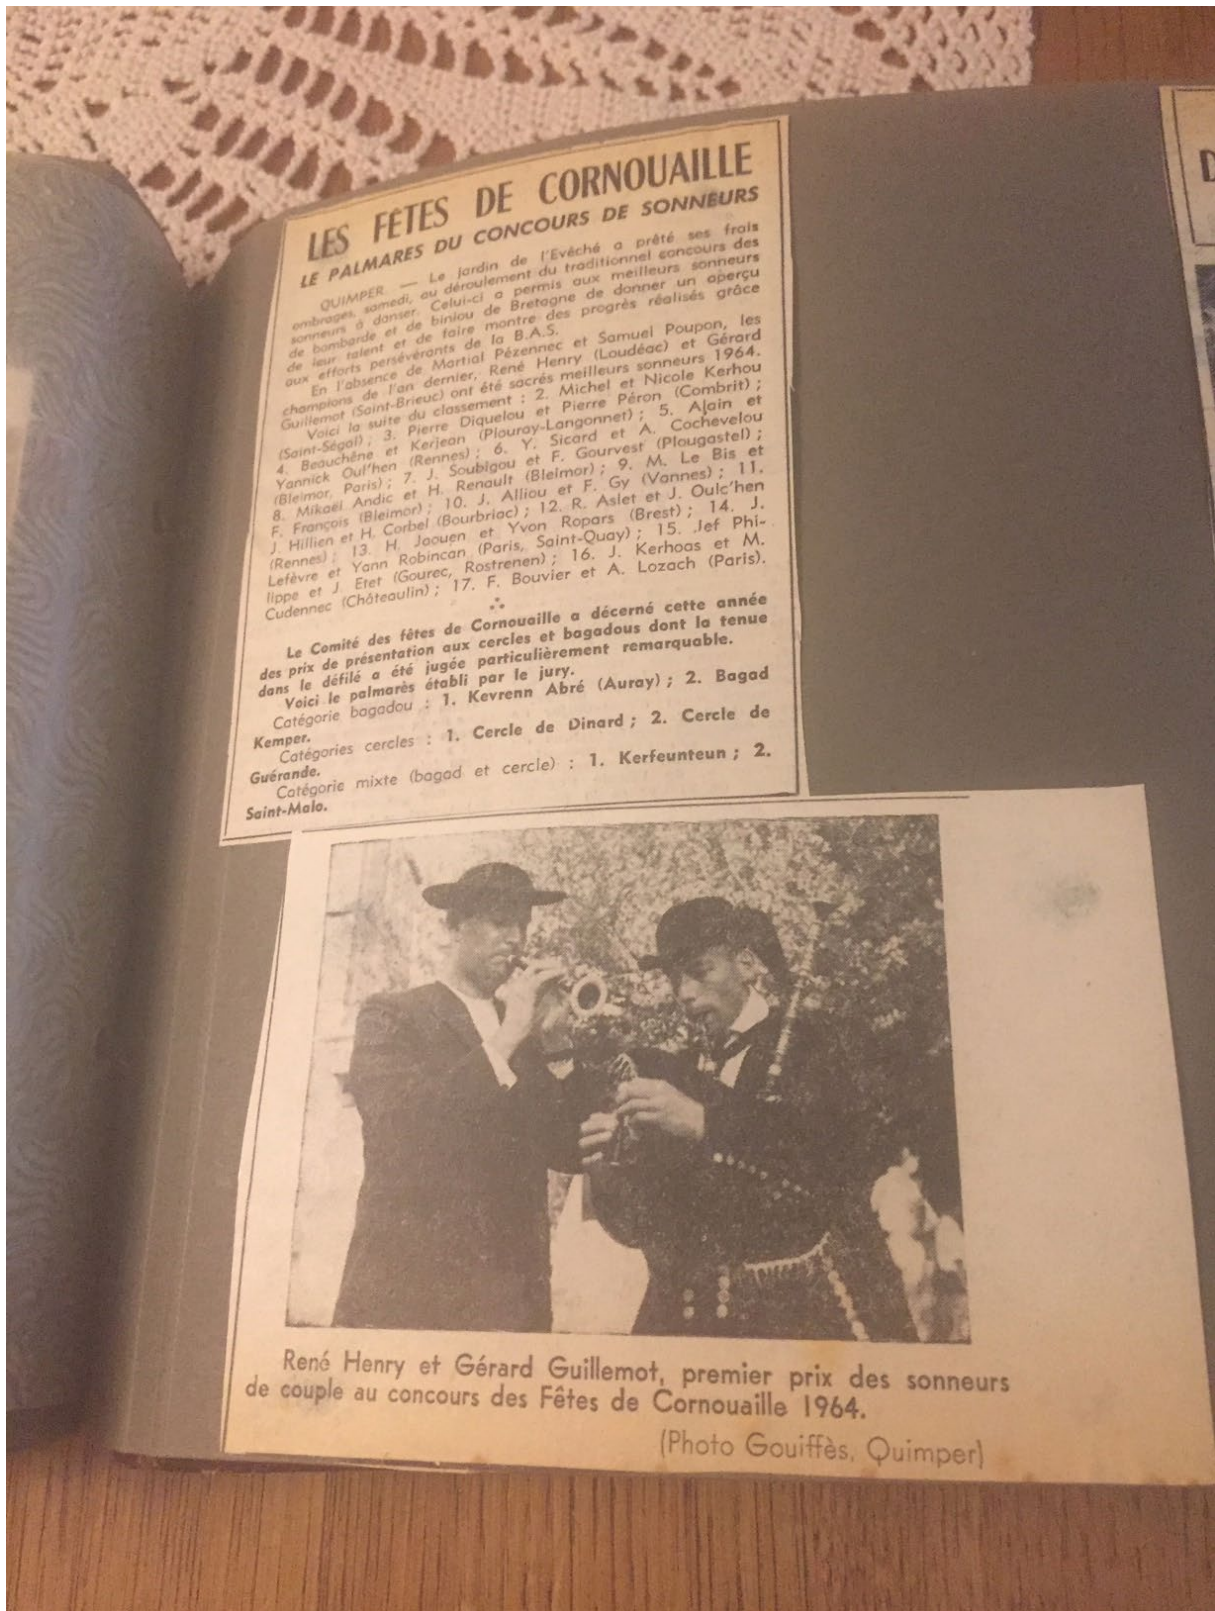 LES FÊTES DE CORNOUAILLE
LE PALMARES DU CONCOURS DE SONNEURS
QUIMPER. — Le jardin de l'Evêché a prêté ses frais
ombrages, samedi, au déroulement du traditionnel concours des
sonneurs à danser. Celui-ci a permis aux meilleurs sonneurs
de bombarde et de biniou de Bretagne de donner un aperçu
de leur talent et de faire montre des progrès réalisés grâce
aux efforts persévérants de la B.A.S.
En l'absence de Martial Pézennec et Samuel Poupon, les
champions de l'an dernier, René Henry (Loudéac) et Gérard
Guillemot (Saint-Brieuc) ont été sacrés meilleurs sonneurs 1964.
Voici la suite du classement : 2. Michel et Nicole Kerhou
(Saint-Ségal) ; 3. Pierre Diquelou et Pierre Péron (Combrit) ;
4. Beauchêne et Kerjean (Plouray-Langonnet) ; 5. Alain et
Yannick Oul'hen (Rennes) ; 6. Y. Sicard et A. Cochevelou
(Bleimor, Paris) ; 7. J. Soubigou et F. Gourvest (Plougastel) ;
8. Mikaël Andic et H. Renault (Bleimor) ; 9. M. Le Bis et
F. François (Bleimor) ; 10. J. Alliou et F. Gy (Vannes) ; 11.
J. Hillien et H. Corbel (Bourbriac) ; 12. R. Aslet et J. Oulc'hen
(Rennes) ; 13. H. Jaouen et Yvon Ropars (Brest) ; 14. J.
Lefèvre et Yann Robincan (Paris, Saint-Quay) ; 15. Jef Phi-
lippe et J. Etet (Gourec, Rostrenen) ; 16. J. Kerhoas et M.
Cudennec (Châteaulin) ; 17. F. Bouvier et A. Lozach (Paris).
Le Comité des fêtes de Cornouaille a décerné cette année
des prix de présentation aux cercles et bagadous dont la tenue
dans le défilé a été jugée particulièrement remarquable.
Voici le palmarès établi par le jury.
Catégorie bagadou : 1. Kevrenn Abré (Auray) ; 2. Bagad
Kemper.
Catégories cercles : 1. Cercle de Dinard ; 2. Cercle de
Guérande.
Catégorie mixte (bagad et cercle) : 1. Kerfeunteun ; 2.
Saint-Malo.
René Henry et Gérard Guillemot, premier prix des sonneurs
de couple au concours des Fêtes de Cornouaille 1964.
(Photo Gouiffès, Quimper)